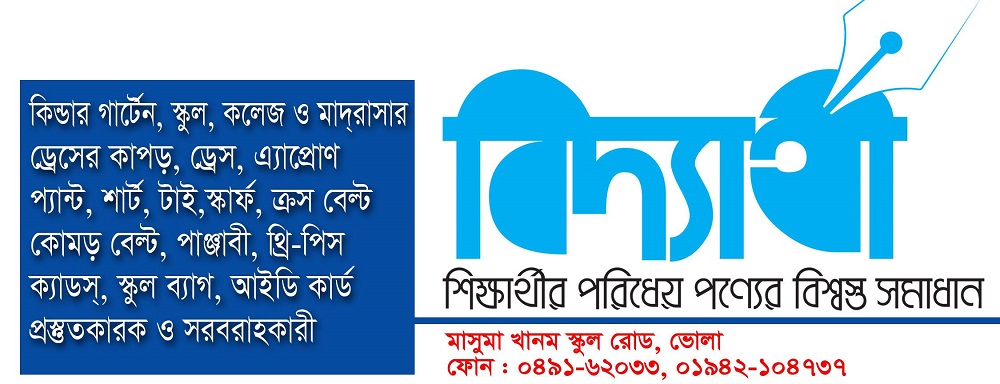 কিন্ডার গার্টেন, স্কুল, কলেজ ও মাদ্‌রাসার
ড্রেসের কাপড়, ড্রেস, এ্যাপ্রোণ
প্যান্ট, শার্ট, টাই,স্কার্ফ, ক্রস বেল্ট
কোমড় বেল্ট, পাঞ্জাবী, থ্রি-পিস
ক্যাডস্, স্কুল ব্যাগ, আইডি কার্ড
প্রস্তুতকারক ও সরবরাহকারী
বিদ্যার্থী
শিক্ষার্থীর পরিধেয় পণ্যের বিশ্বস্ত সমাধান
মাসুমা খানম স্কুল রোড, ভোলা
ফোন : ০৪৯১-৬২০৩৩, ০১৯৪২-১০৪৭৩৭